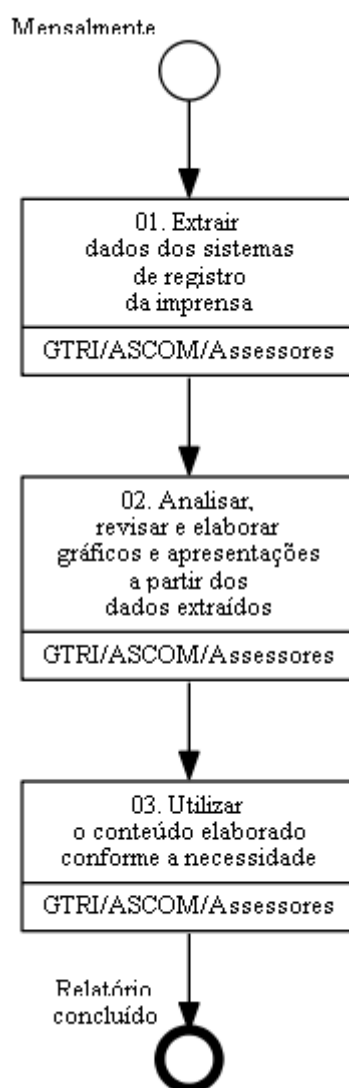 Mensalmente
01. Extrair
dados dos sistemas
de registro
da imprensa
GTRI/ASCOM/Assessores
02. Analisar,
revisar e elaborar
gráficos e apresentações
a partir dos
dados extraídos
GTRI/ASCOM/Assessores
03. Utilizar
o conteúdo elaborado
conforme a necessidade
GTRI/ASCOM/Assessores
Relatório
concluído